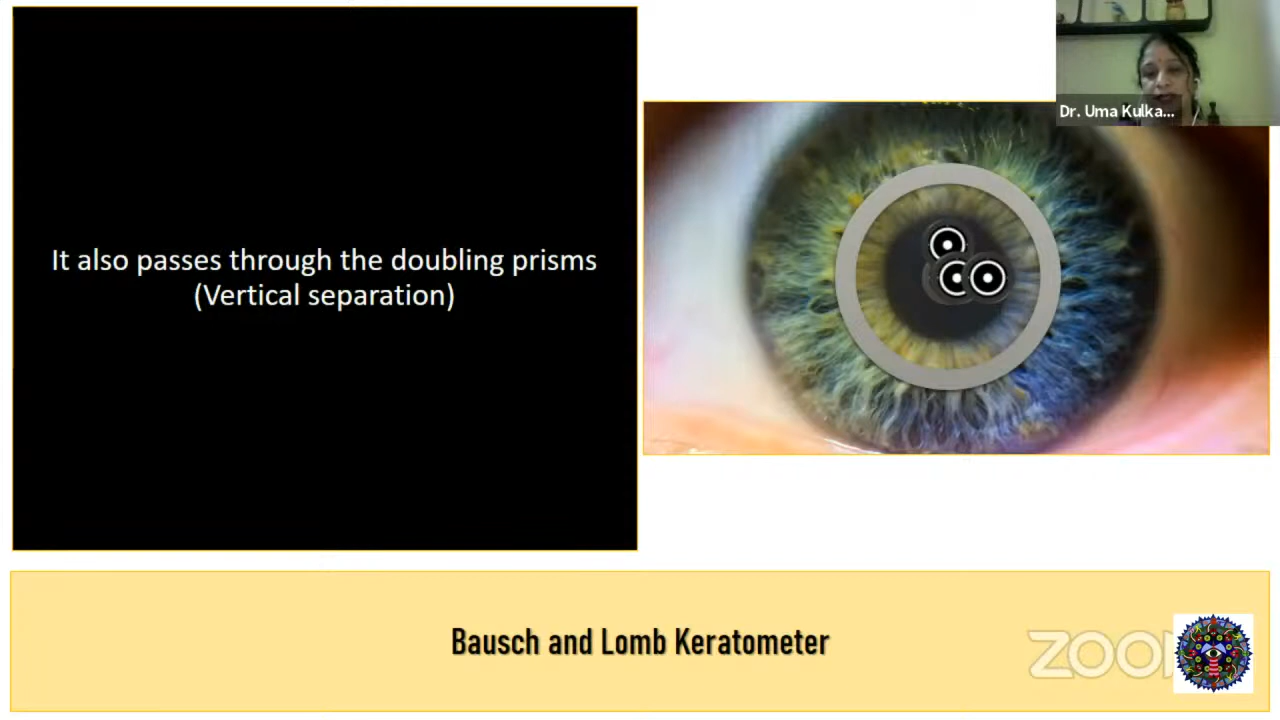 Dr. Uma Kulka...
It also passes through the doubling prisms
(Vertical separation)
Bausch and Lomb Keratometer
ZOO